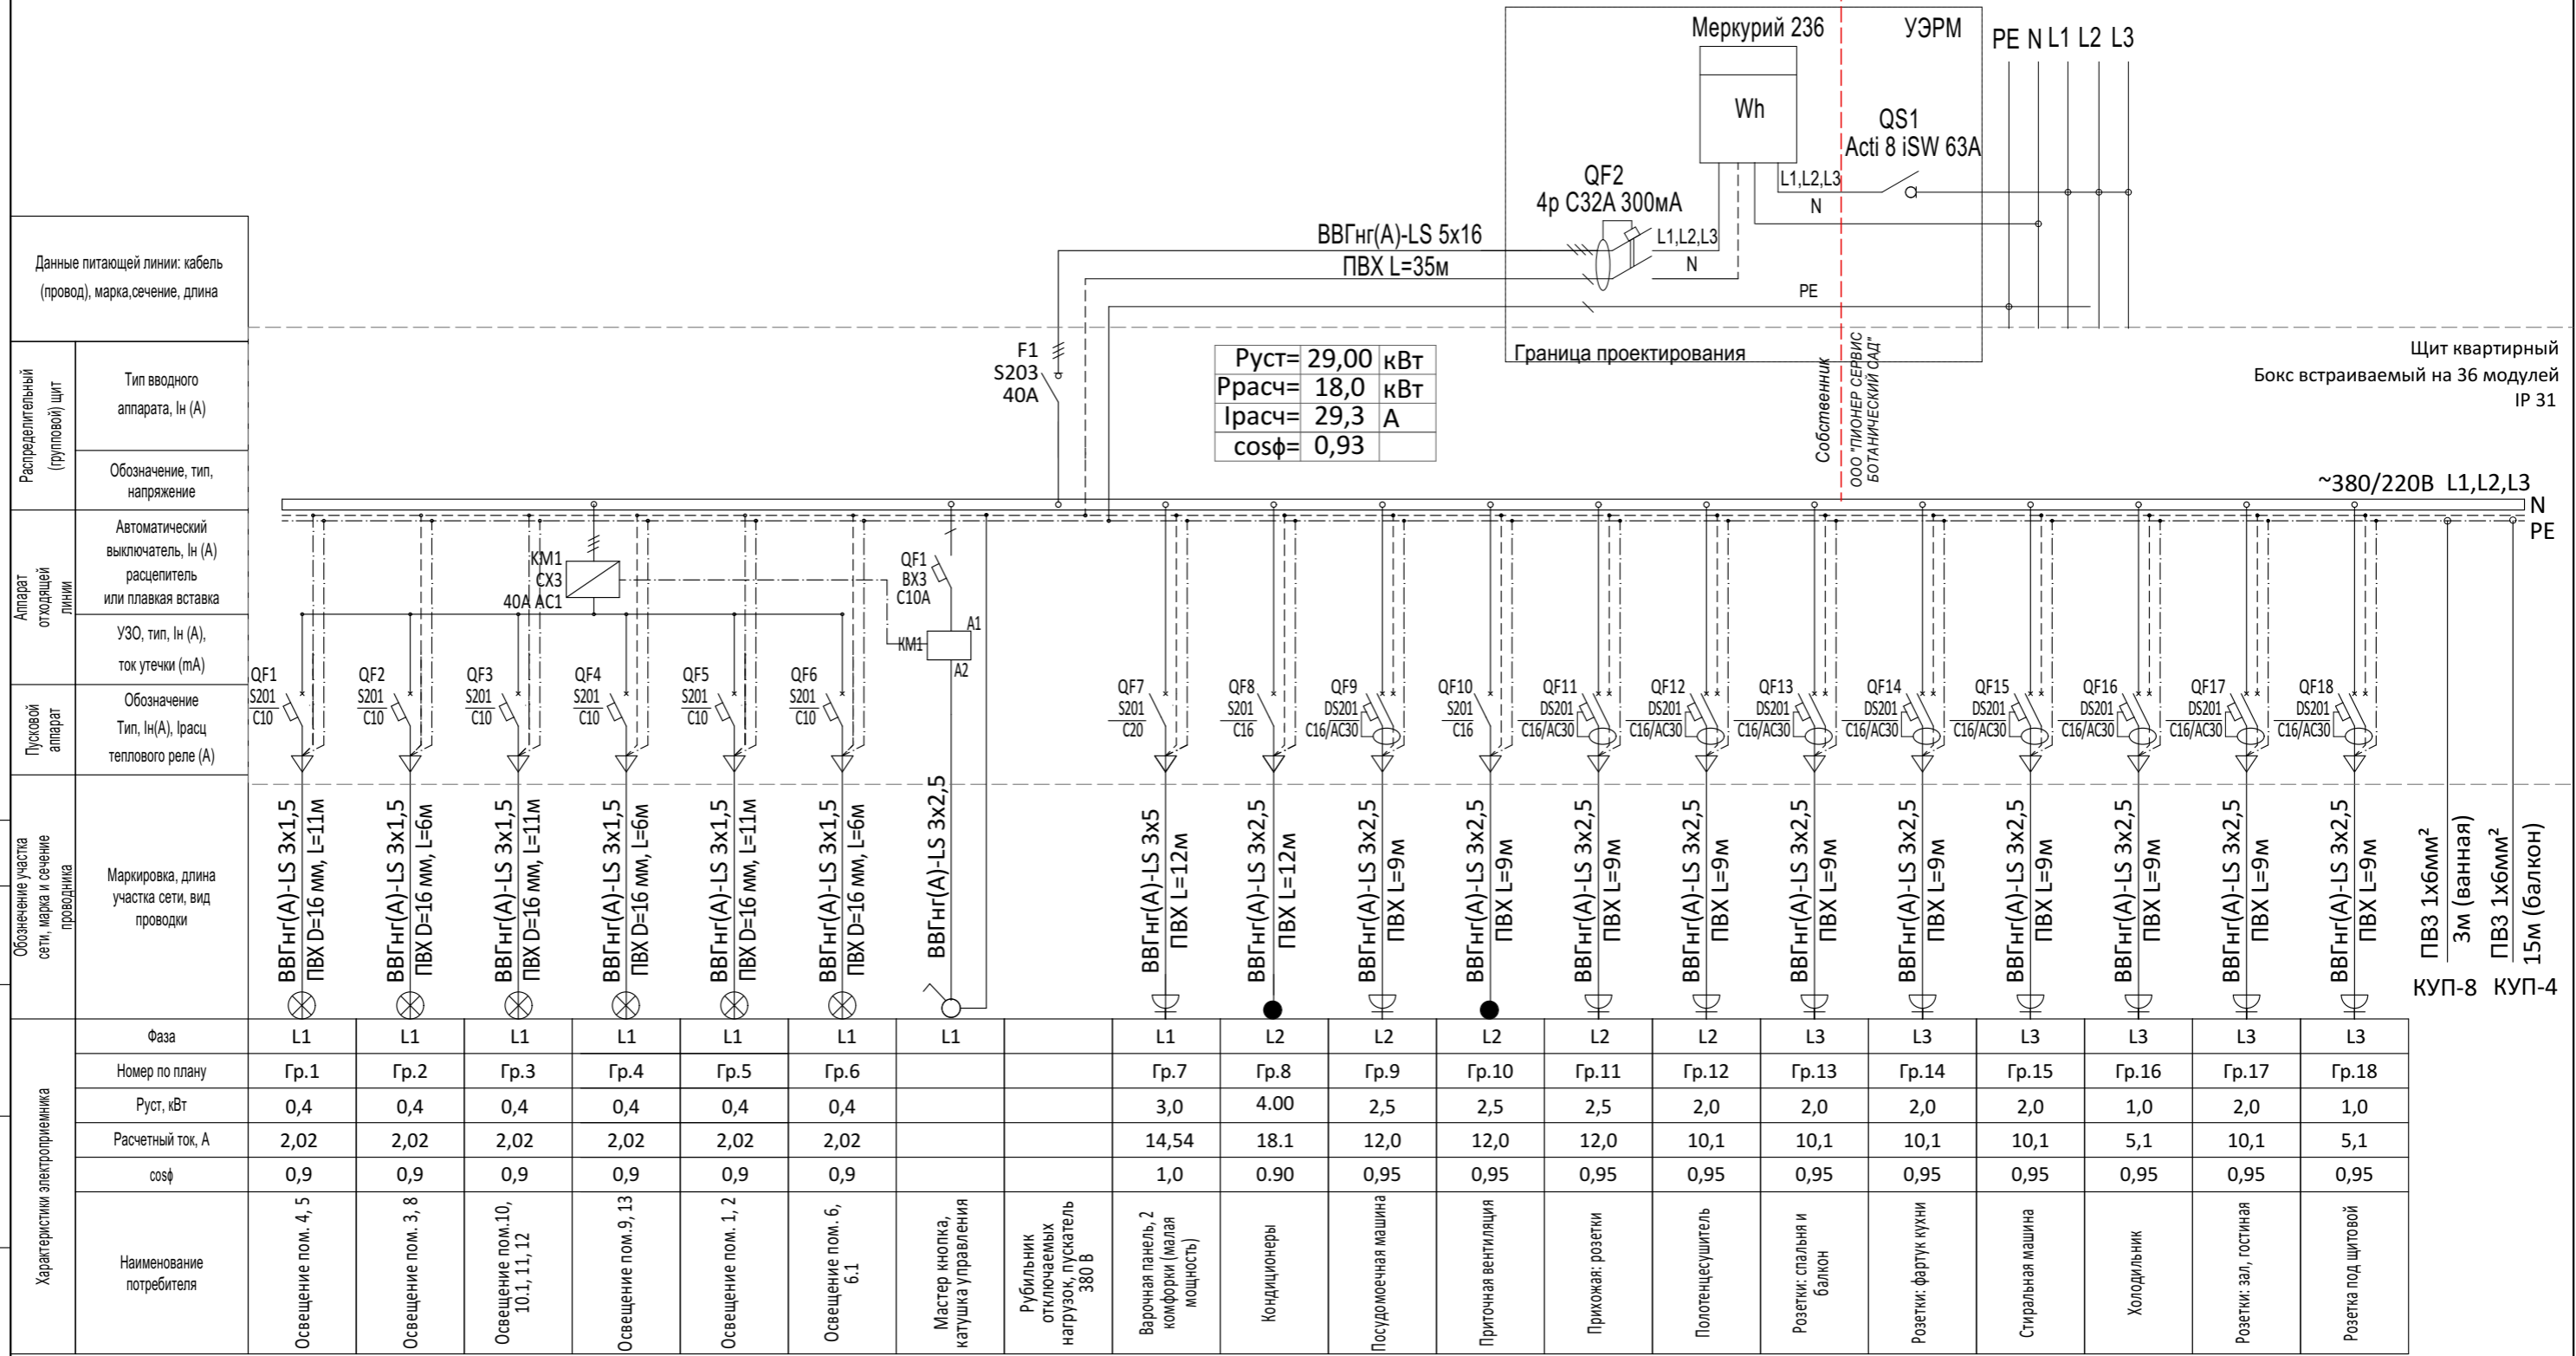 Меркурий 236
УЭРМ
PE N L1 L2 L3
Wh
QS1
Acti 8 iSW 63A
QF2
4p C32A 300мА
L1,L2,L3
N
ВВГнг(А)-LS 5x16
L1,L2,L3
ПВХ L=35м
N
PE
Данные питающей линии: кабель
(провод), марка,сечение, длина
Граница проектирования
Собственник
ООО "ПИОНЕР СЕРВИС
БОТАНИЧЕСКИЙ САД"
Щит квартирный
Бокс встраиваемый на 36 модулей
IP 31
F1
S203
40A
Pуст= 29,00 кВт
Pрасч= 18,0 кВт
Iрасч= 29,3 А
cosϕ= 0,93
Распределительный
(групповой) щит
Тип вводного
аппарата, Iн (А)
Обозначение, тип,
напряжение
~380/220В L1,L2,L3
N
PE
Аппарат
отходящей
линии
Автоматический
выключатель, Iн (А)
расцепитель
или плавкая вставка
УЗО, тип, Iн (А),
ток утечки (mA)
KM1
CX3
40A AC1
QF1
BX3
C10A
KM1
A1
A2
Пусковой
аппарат
Обозначение
Тип, Iн(А), Iрасц
теплового реле (А)
QF1
S201
C10
QF2
S201
C10
QF3
S201
C10
QF4
S201
C10
QF5
S201
C10
QF6
S201
C10
QF7
S201
C20
QF8
S201
C16
QF9
DS201
C16/AC30
QF10
S201
C16
QF11
DS201
C16/AC30
QF12
DS201
C16/AC30
QF13
DS201
C16/AC30
QF14
DS201
C16/AC30
QF15
DS201
C16/AC30
QF16
DS201
C16/AC30
QF17
DS201
C16/AC30
QF18
DS201
C16/AC30
Обознечение участка
сети, марка и сечение
проводника
Маркировка, длина
участка сети, вид
проводки
ВВГнг(А)-LS 3x1,5
ПВХ D=16 мм, L=11м
ВВГнг(А)-LS 3x1,5
ПВХ D=16 мм, L=6м
ВВГнг(А)-LS 3x1,5
ПВХ D=16 мм, L=11м
ВВГнг(А)-LS 3x1,5
ПВХ D=16 мм, L=6м
ВВГнг(А)-LS 3x1,5
ПВХ D=16 мм, L=11м
ВВГнг(А)-LS 3x1,5
ПВХ D=16 мм, L=6м
ВВГнг(А)-LS 3x2,5
ВВГнг(А)-LS 3x5
ПВХ L=12м
ВВГнг(А)-LS 3x2,5
ПВХ L=12м
ВВГнг(А)-LS 3x2,5
ПВХ L=9м
ВВГнг(А)-LS 3x2,5
ПВХ L=9м
ВВГнг(А)-LS 3x2,5
ПВХ L=9м
ВВГнг(А)-LS 3x2,5
ПВХ L=9м
ВВГнг(А)-LS 3x2,5
ПВХ L=9м
ВВГнг(А)-LS 3x2,5
ПВХ L=9м
ВВГнг(А)-LS 3x2,5
ПВХ L=9м
ВВГнг(А)-LS 3x2,5
ПВХ L=9м
ВВГнг(А)-LS 3x2,5
ПВХ L=9м
ВВГнг(А)-LS 3x2,5
ПВХ L=9м
ПВ3 1x6мм²
3м (ванная)
ПВ3 1x6мм²
15м (балкон)
КУП-8 КУП-4
Характеристики электроприемника
Фаза L1 L1 L1 L1 L1 L1 L1 L1 L2 L2 L2 L2 L2 L3 L3 L3 L3 L3 L3
Номер по плану Гр.1 Гр.2 Гр.3 Гр.4 Гр.5 Гр.6 Гр.7 Гр.8 Гр.9 Гр.10 Гр.11 Гр.12 Гр.13 Гр.14 Гр.15 Гр.16 Гр.17 Гр.18
Руст, кВт 0,4 0,4 0,4 0,4 0,4 0,4 3,0 4.00 2,5 2,5 2,5 2,0 2,0 2,0 2,0 1,0 2,0 1,0
Расчетный ток, А 2,02 2,02 2,02 2,02 2,02 2,02 14,54 18.1 12,0 12,0 12,0 10,1 10,1 10,1 10,1 5,1 10,1 5,1
cosϕ 0,9 0,9 0,9 0,9 0,9 0,9 1,0 0.90 0,95 0,95 0,95 0,95 0,95 0,95 0,95 0,95 0,95 0,95
Наименование
потребителя
Освещение пом. 4, 5
Освещение пом. 3, 8
Освещение пом.10,
10.1, 11, 12
Освещение пом.9, 13
Освещение пом. 1, 2
Освещение пом. 6,
6.1
Мастер кнопка,
катушка управления
Рубильник
отключаемых
нагрузок, пускатель
380 В
Варочная панель, 2
комфорки (малая
мощность)
Кондиционеры
Посудомоечная машина
Приточная вентиляция
Прихожая: розетки
Полотенцесушитель
Розетки: спальня и
балкон
Розетки: фартук кухни
Стиральная машина
Холодильник
Розетки: зал, гостиная
Розетка под щитовой